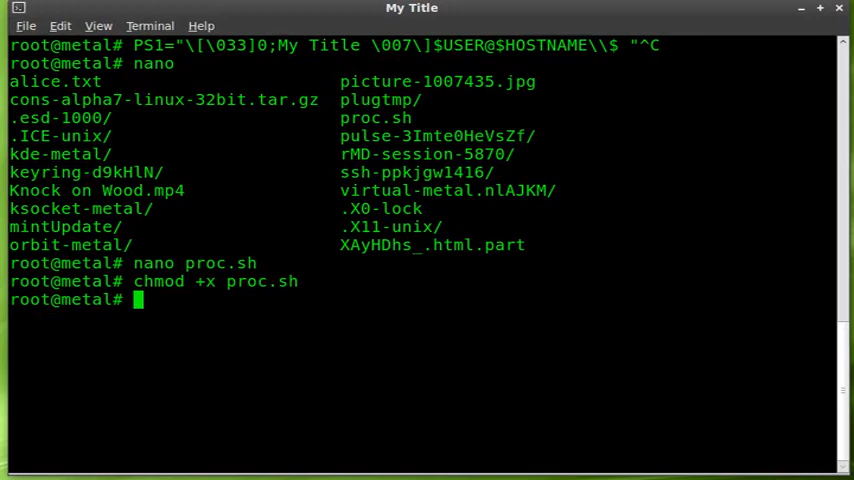 My Title
File Edit View Terminal Help
root@metal# PS1="\[\033]0;My Title \007\]$USER@$HOSTNAME\\$ "^C
root@metal# nano
alice.txt picture-1007435.jpg
cons-alpha7-linux-32bit.tar.gz plugtmp/
.esd-1000/ proc.sh
.ICE-unix/ pulse-3Imte0HeVsZf/
kde-metal/ rMD-session-5870/
keyring-d9kHlN/ ssh-ppkjgw1416/
Knock on Wood.mp4 virtual-metal.nlAJKM/
ksocket-metal/ .X0-lock
mintUpdate/ .X11-unix/
orbit-metal/ XAyHDhs_.html.part
root@metal# nano proc.sh
root@metal# chmod +x proc.sh
root@metal#